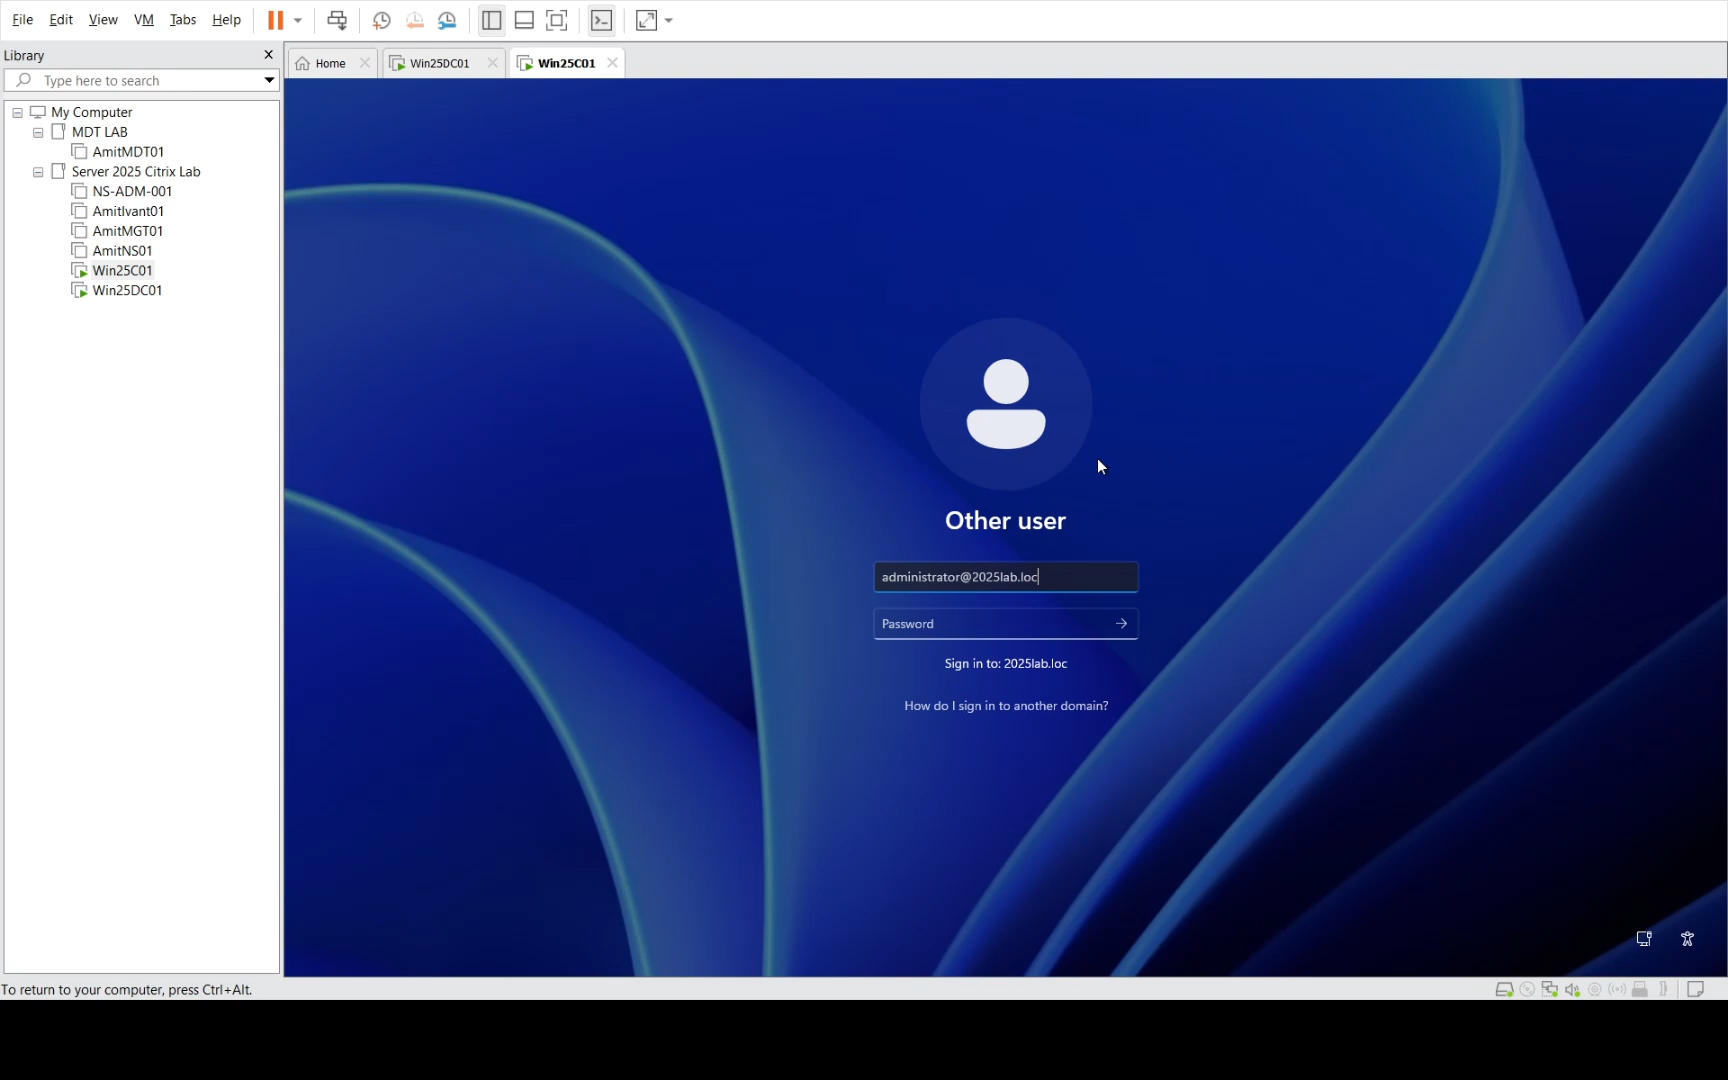 File Edit View VM Tabs Help
Library
Type here to search
Home
Win25DC01
Win25C01
My Computer
MDT LAB
AmitMDT01
Server 2025 Citrix Lab
NS-ADM-001
AmitIvant01
AmitMGT01
AmitNS01
Win25C01
Win25DC01
Other user
administrator@2025lab.loc
Password
Sign in to: 2025lab.loc
How do I sign in to another domain?
To return to your computer, press Ctrl+Alt.